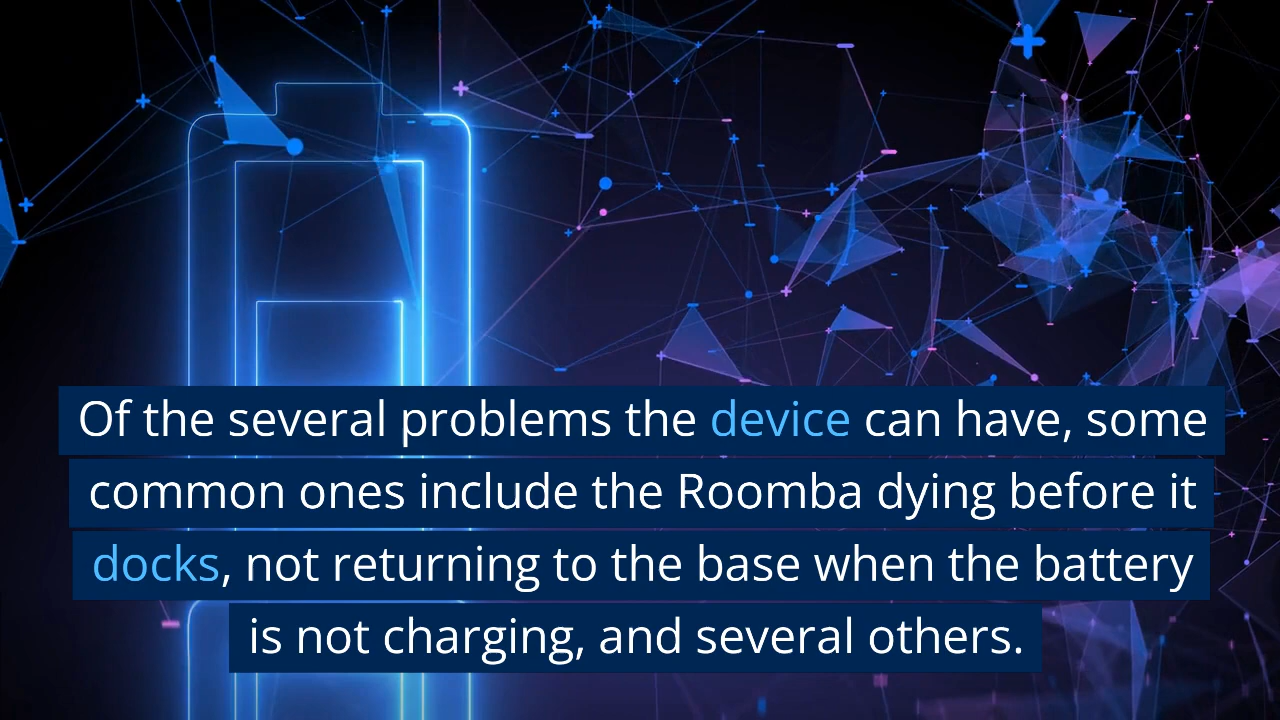 Of the several problems the device can have, some
common ones include the Roomba dying before it
docks, not returning to the base when the battery
is not charging, and several others.